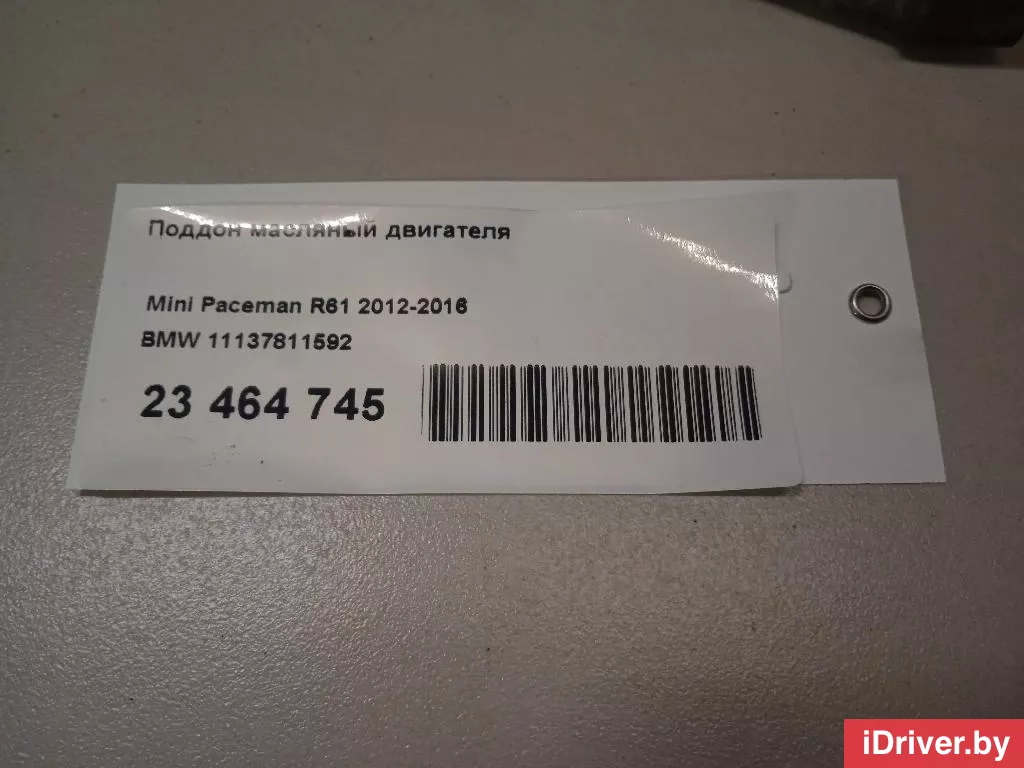 Поддон масляный двигателя
Mini Paceman R61 2012-2016
BMW 11137811592
23 464 745
iDriver.by